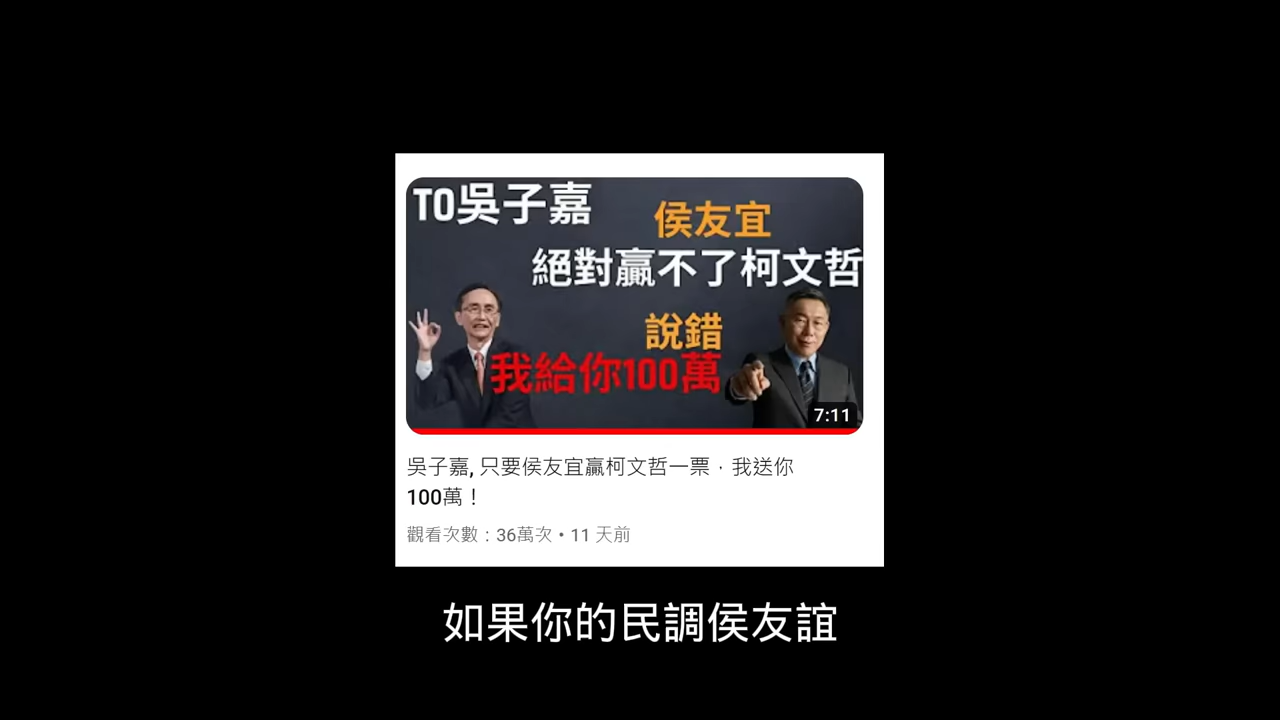 TO吳子嘉
侯友宜
絕對贏不了柯文哲
說錯
我給你100萬
7:11
吳子嘉, 只要侯友宜贏柯文哲一票，我送你
100萬！
觀看次數：36萬次 • 11 天前
如果你的民調侯友誼